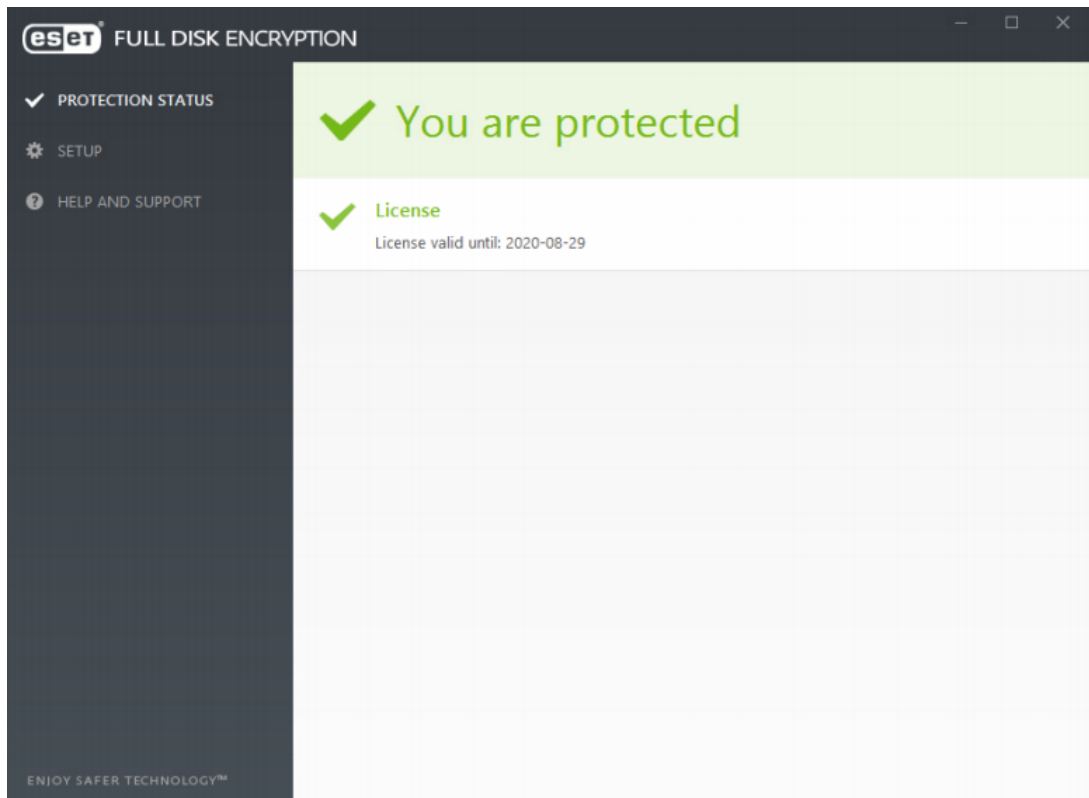 eset® FULL DISK ENCRYPTION
PROTECTION STATUS
SETUP
HELP AND SUPPORT
You are protected
License
License valid until: 2020-08-29
ENJOY SAFER TECHNOLOGY™